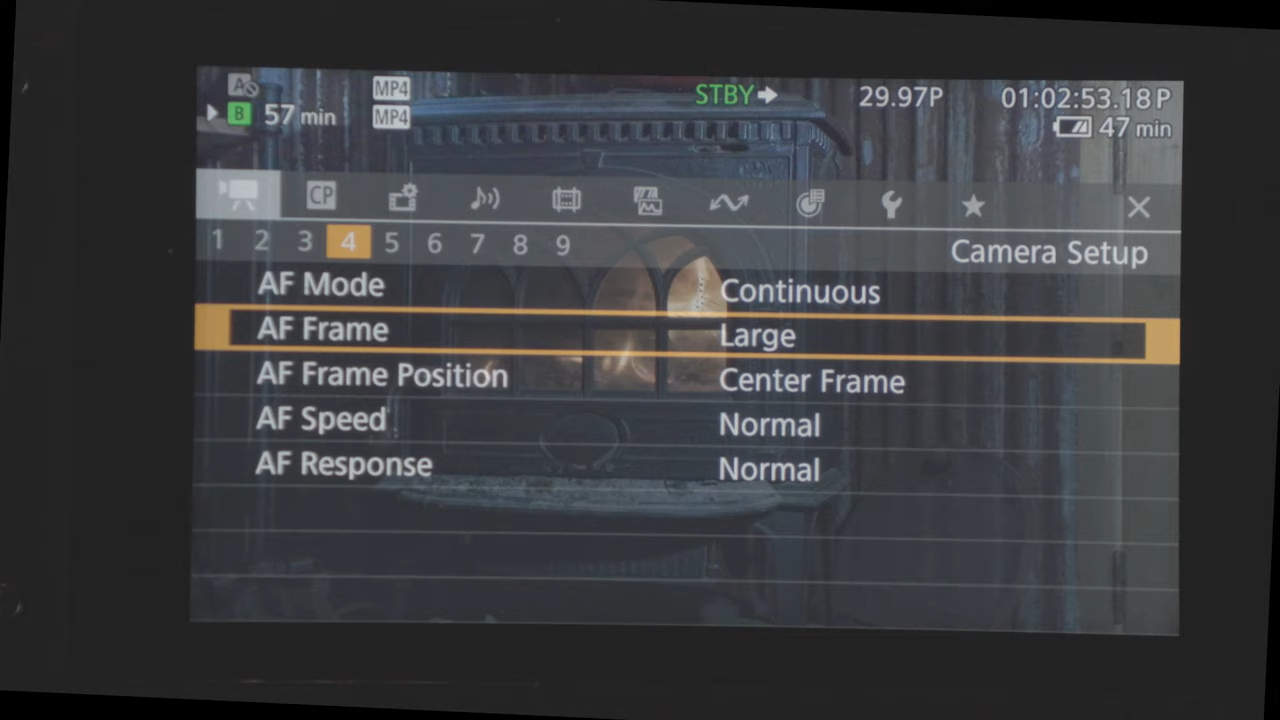 A MP4 STBY 29.97P 01:02:53.18P
B 57 min MP4 47 min
CP
1 2 3 4 5 6 7 8 9 Camera Setup
AF Mode Continuous
AF Frame Large
AF Frame Position Center Frame
AF Speed Normal
AF Response Normal